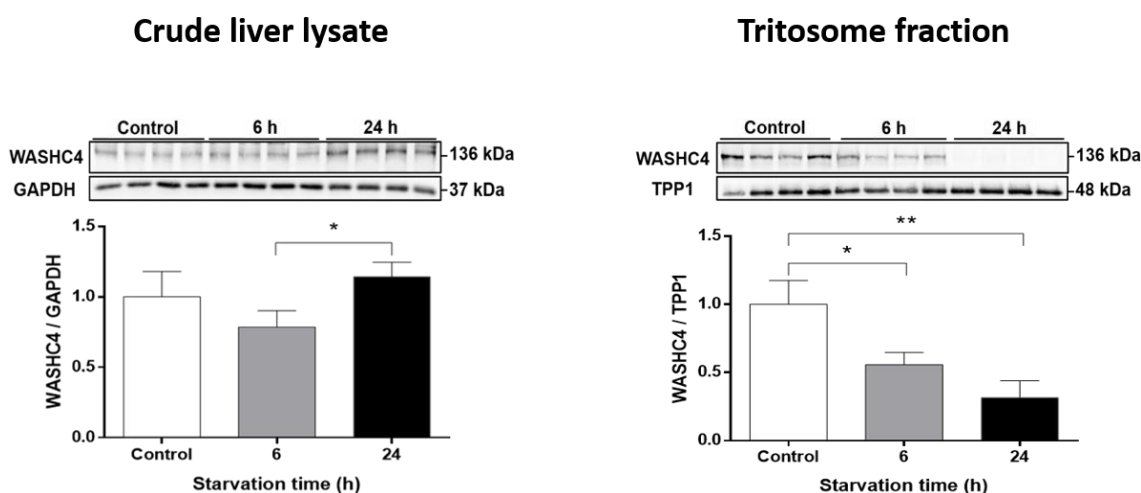 Crude liver lysate
Control 6 h 24 h
WASHC4 136 kDa
GAPDH 37 kDa
*
1.5
1.0
0.5
0.0
WASHC4 / GAPDH
Control 6 24
Starvation time (h)
Tritosome fraction
Control 6 h 24 h
WASHC4 136 kDa
TPP1 48 kDa
**
*
1.5
1.0
0.5
0.0
WASHC4 / TPP1
Control 6 24
Starvation time (h)